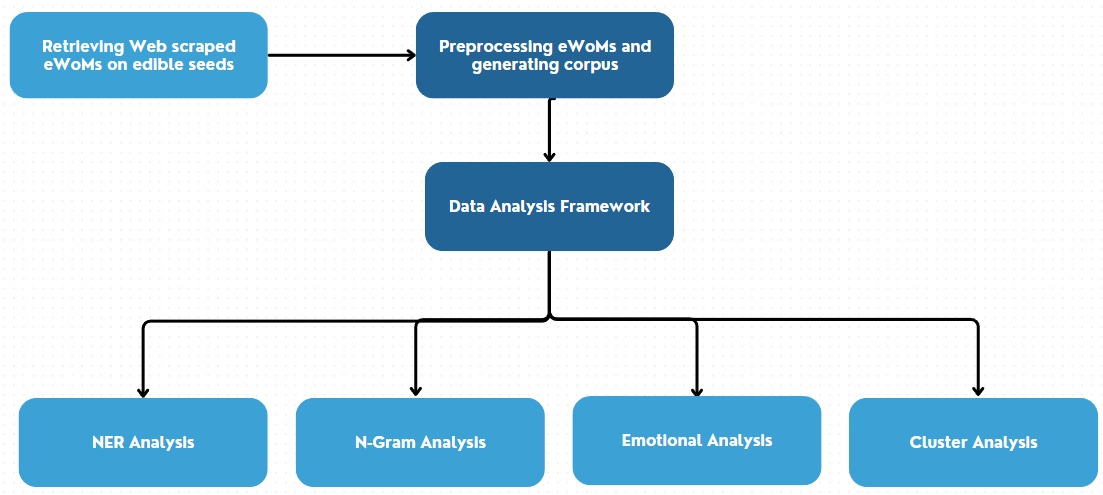 Retrieving Web scraped
eWoMs on edible seeds
Preprocessing eWoMs and
generating corpus
Data Analysis Framework
NER Analysis
N-Gram Analysis
Emotional Analysis
Cluster Analysis